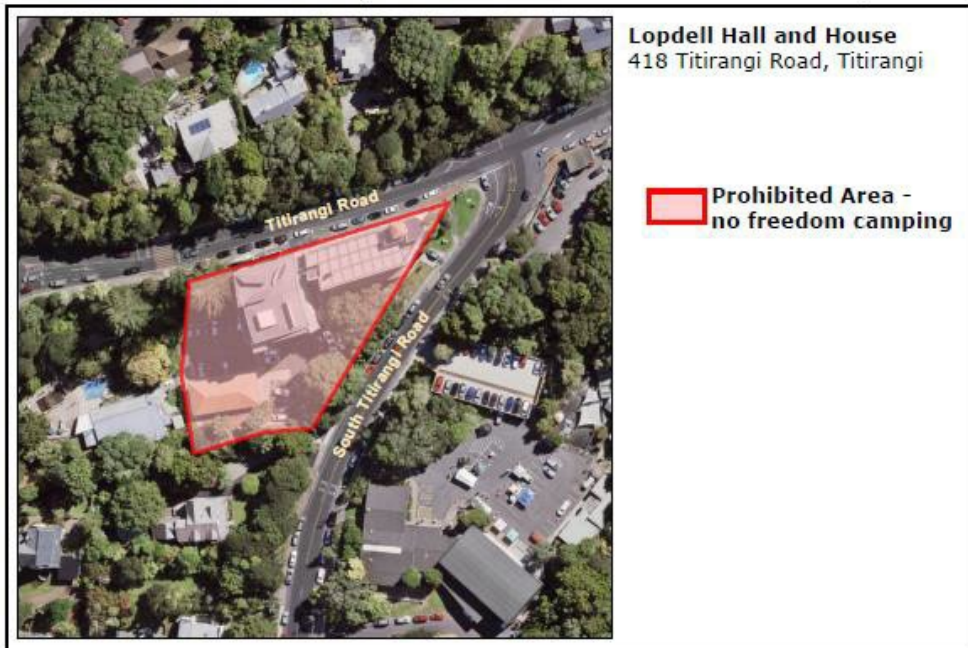 Lopdell Hall and House
418 Titirangi Road, Titirangi
Prohibited Area -
no freedom camping
Titirangi Road
South Titirangi Road